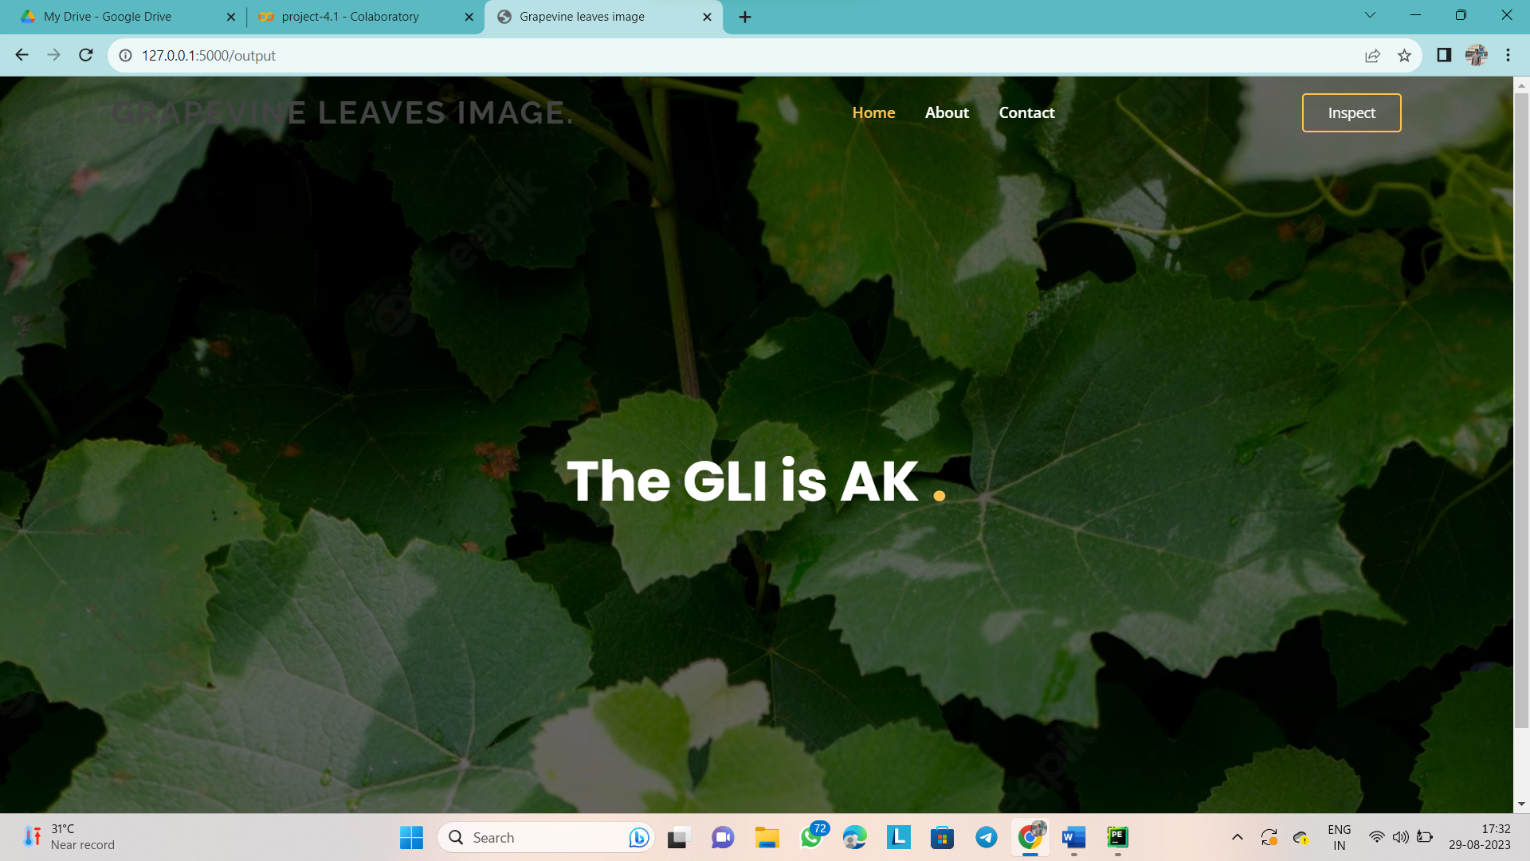 My Drive - Google Drive
project-4.1 - Colaboratory
Grapevine leaves image
127.0.0.1:5000/output
GRAPEVINE LEAVES IMAGE.
Home
About
Contact
Inspect
freepik
The GLI is AK .
freepik
31°C
Near record
Search
72
ENG
IN
17:32
29-08-2023